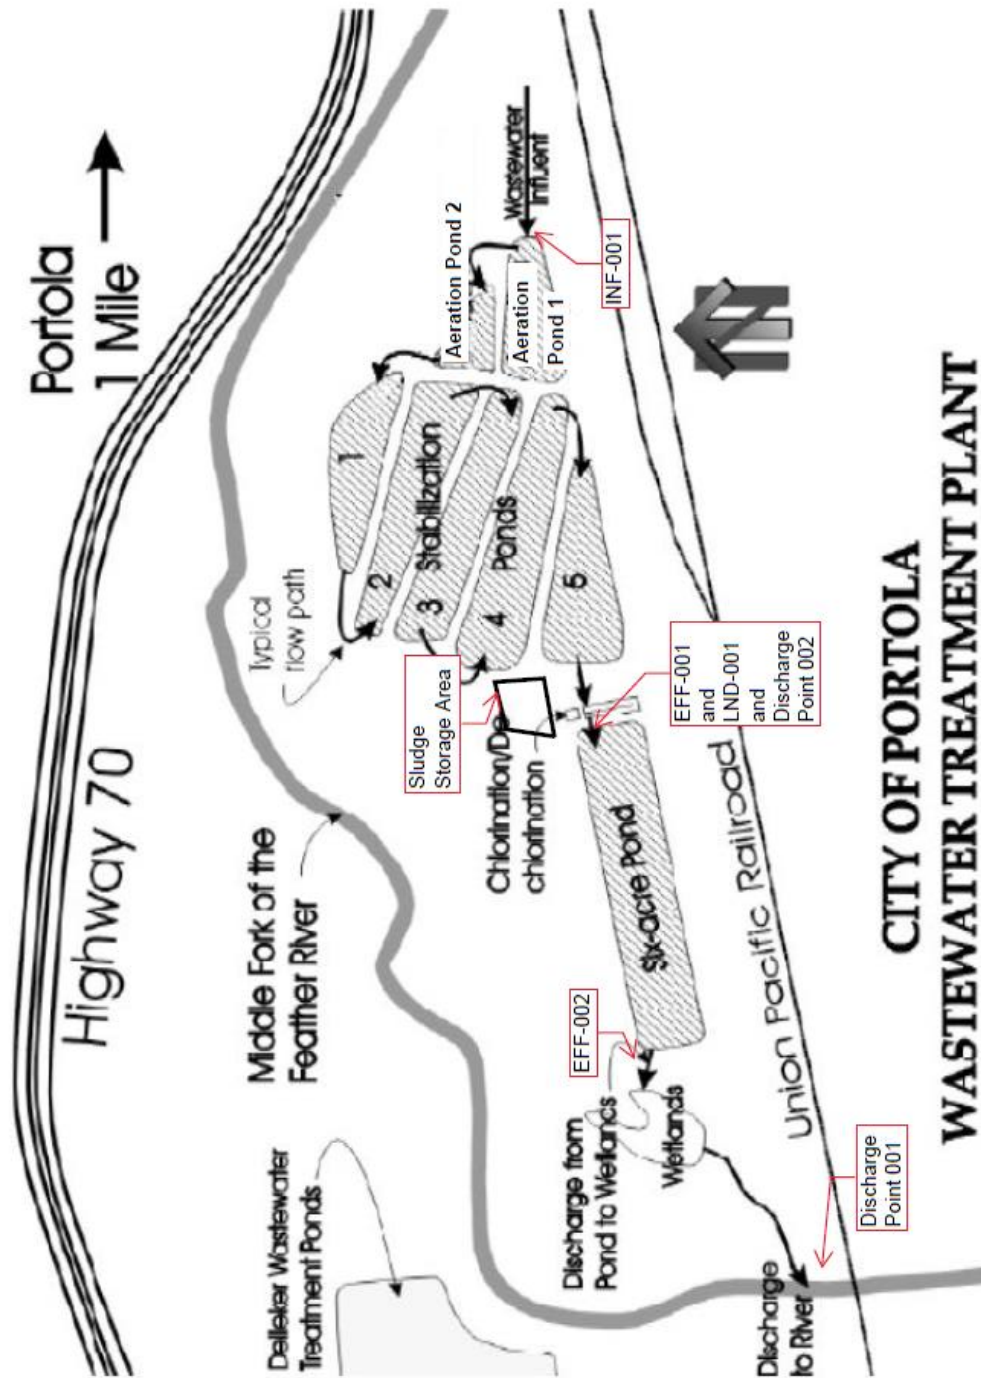 Portola
1 Mile
Highway 70
Middle Fork of the
Feather River
Delleker Wastewater
Treatment Ponds
Typical
flow path
Aeration Pond 2
Aeration
Pond 1
Wastewater
Influent
INF-001
1
2
Stabilization
3
Ponds
4
5
Sludge
Storage Area
Chlorination/De
chlorination
EFF-001
and
LND-001
and
Discharge
Point 002
Six-acre Pond
EFF-002
Discharge from
Pond to Wetlands
Wetlands
Union Pacific Railroad
Discharge
to River
Discharge
Point 001
CITY OF PORTOLA
WASTEWATER TREATMENT PLANT